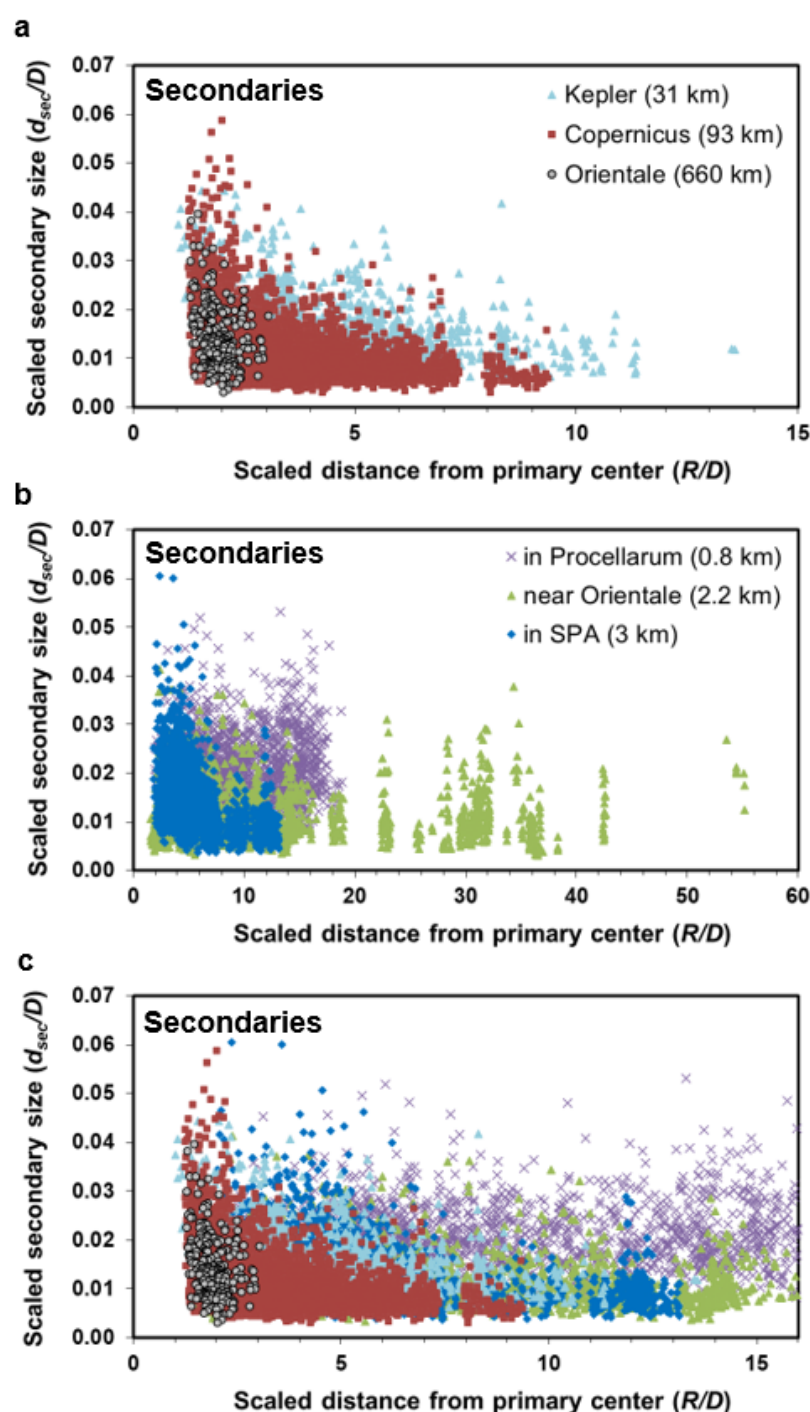 a
Secondaries
Kepler (31 km)
Copernicus (93 km)
Orientale (660 km)
Scaled secondary size (dsec/D)
0.07
0.06
0.05
0.04
0.03
0.02
0.01
0.00
0 5 10 15
Scaled distance from primary center (R/D)
b
Secondaries
in Procellarum (0.8 km)
near Orientale (2.2 km)
in SPA (3 km)
Scaled secondary size (dsec/D)
0.07
0.06
0.05
0.04
0.03
0.02
0.01
0.00
0 10 20 30 40 50 60
Scaled distance from primary center (R/D)
c
Secondaries
Scaled secondary size (dsec/D)
0.07
0.06
0.05
0.04
0.03
0.02
0.01
0.00
0 5 10 15
Scaled distance from primary center (R/D)